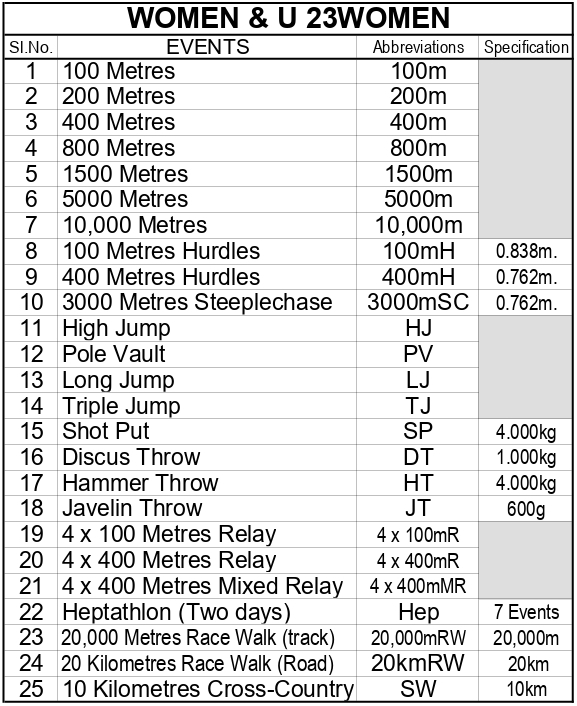 WOMEN & U 23WOMEN
Sl.No. EVENTS Abbreviations Specification
1 100 Metres 100m
2 200 Metres 200m
3 400 Metres 400m
4 800 Metres 800m
5 1500 Metres 1500m
6 5000 Metres 5000m
7 10,000 Metres 10,000m
8 100 Metres Hurdles 100mH 0.838m.
9 400 Metres Hurdles 400mH 0.762m.
10 3000 Metres Steeplechase 3000mSC 0.762m.
11 High Jump HJ
12 Pole Vault PV
13 Long Jump LJ
14 Triple Jump TJ
15 Shot Put SP 4.000kg
16 Discus Throw DT 1.000kg
17 Hammer Throw HT 4.000kg
18 Javelin Throw JT 600g
19 4 x 100 Metres Relay 4 x 100mR
20 4 x 400 Metres Relay 4 x 400mR
21 4 x 400 Metres Mixed Relay 4 x 400mMR
22 Heptathlon (Two days) Hep 7 Events
23 20,000 Metres Race Walk (track) 20,000mRW 20,000m
24 20 Kilometres Race Walk (Road) 20kmRW 20km
25 10 Kilometres Cross-Country SW 10km